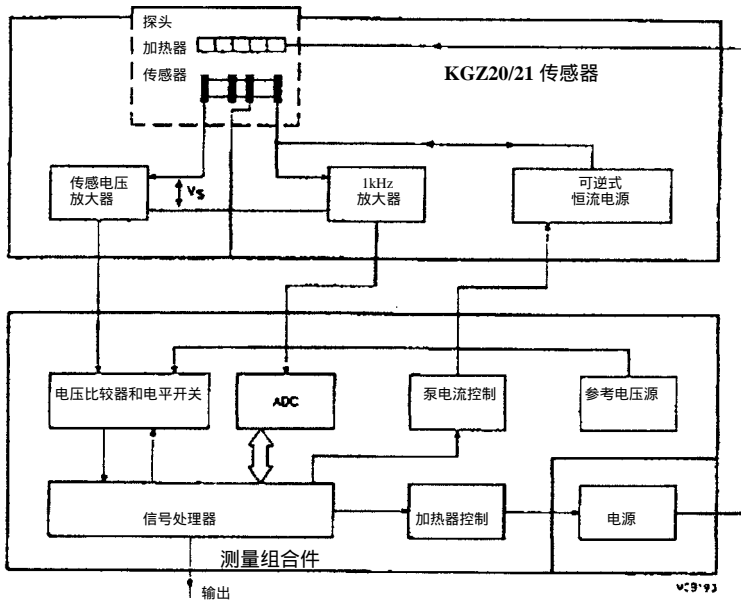 探头
加热器
传感器
KGZ20/21 传感器
传感电压
放大器
VS
1kHz
放大器
可逆式
恒流电源
电压比较器和电平开关
ADC
泵电流控制
参考电压源
信号处理器
加热器控制
电源
测量组合件
输出